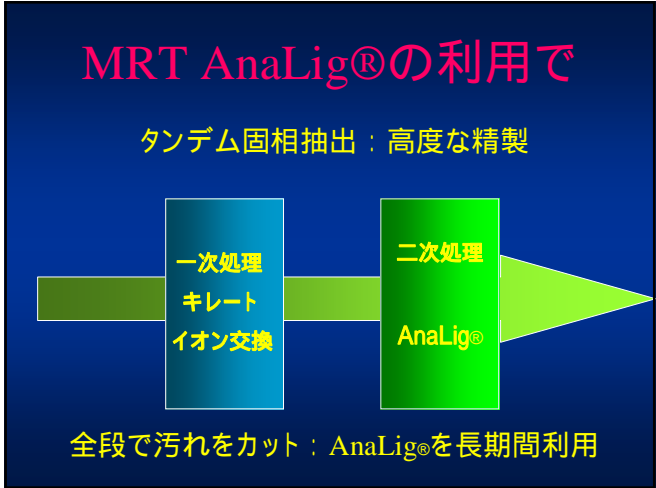 MRT AnaLig®の利用で
タンデム固相抽出：高度な精製
一次処理
キレート
イオン交換
二次処理
AnaLig®
全段で汚れをカット：AnaLig®を長期間利用